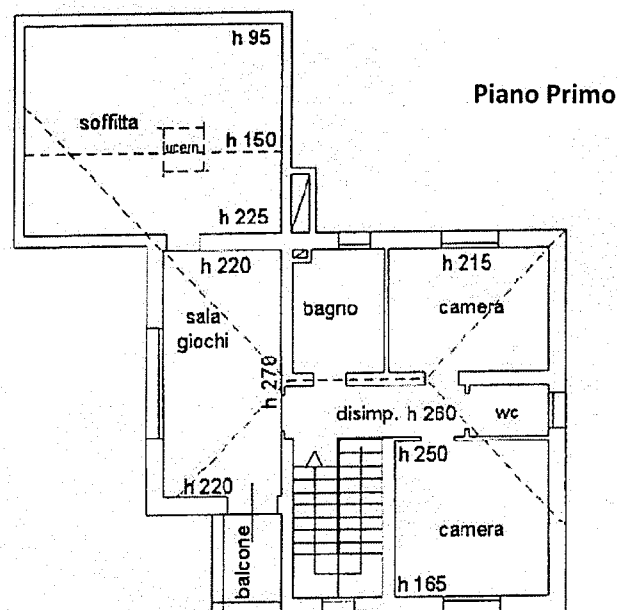 h 95
Piano Primo
soffitta
lucern.
h 150
h 225
h 220
h 215
bagno
camera
sala
giochi
h 270
disimp. h 260
wc
h 250
h 220
camera
balcone
h 165